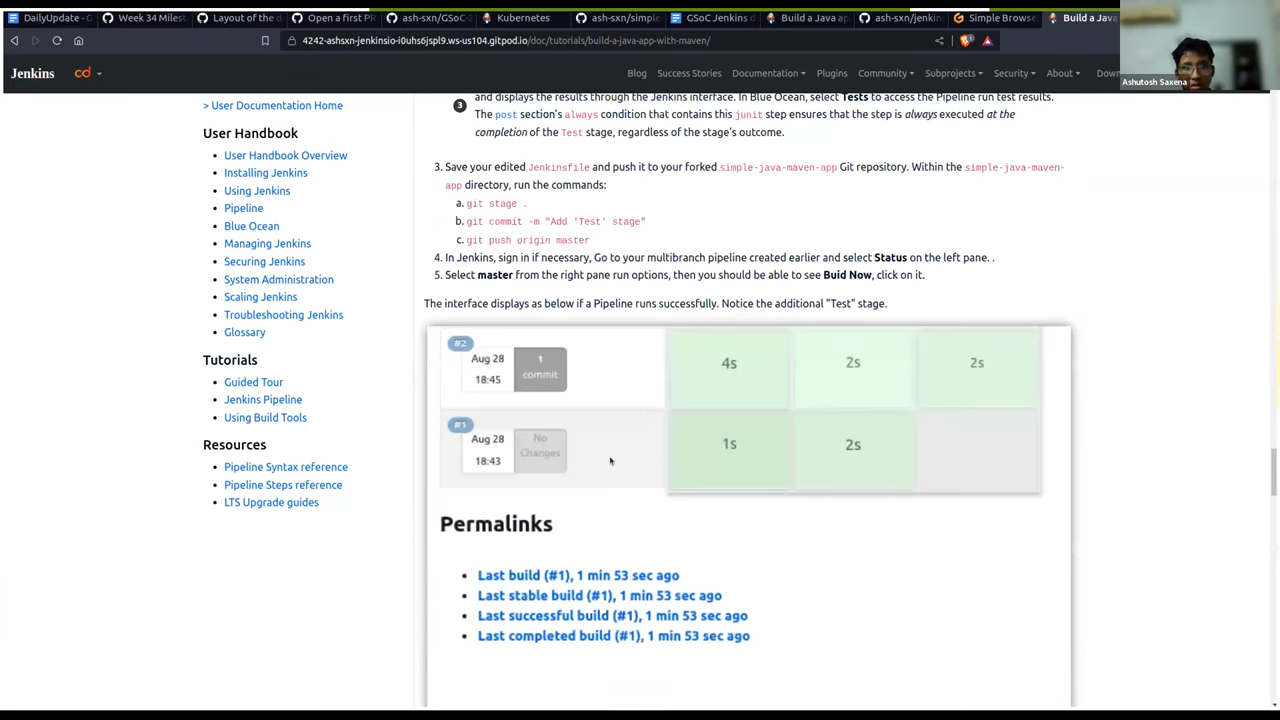 DailyUpdate - G
Week 34 Milest
Layout of the d
Open a first PR
ash-sxn/GSoC-2
Kubernetes
ash-sxn/simple
GSoC Jenkins d
Build a Java ap
ash-sxn/jenkin
Simple Browse
Build a Java
4242-ashsxn-jenkinsio-i0uhs6jspl9.ws-us104.gitpod.io/doc/tutorials/build-a-java-app-with-maven/
Jenkins
cd
Blog
Success Stories
Documentation
Plugins
Community
Subprojects
Security
About
Down
Ashutosh Saxena
> User Documentation Home
User Handbook
User Handbook Overview
Installing Jenkins
Using Jenkins
Pipeline
Blue Ocean
Managing Jenkins
Securing Jenkins
System Administration
Scaling Jenkins
Troubleshooting Jenkins
Glossary
Tutorials
Guided Tour
Jenkins Pipeline
Using Build Tools
Resources
Pipeline Syntax reference
Pipeline Steps reference
LTS Upgrade guides
and displays the results through the Jenkins interface. In Blue Ocean, select Tests to access the Pipeline run test results.
3 The post section's always condition that contains this junit step ensures that the step is always executed at the
completion of the Test stage, regardless of the stage's outcome.
3. Save your edited Jenkinsfile and push it to your forked simple-java-maven-app Git repository. Within the simple-java-maven-
app directory, run the commands:
a. git stage .
b. git commit -m "Add 'Test' stage"
c. git push origin master
4. In Jenkins, sign in if necessary, Go to your multibranch pipeline created earlier and select Status on the left pane. .
5. Select master from the right pane run options, then you should be able to see Buid Now, click on it.
The interface displays as below if a Pipeline runs successfully. Notice the additional "Test" stage.
#2
Aug 28
18:45
1
commit
4s
2s
2s
#1
Aug 28
18:43
No
Changes
1s
2s
Permalinks
Last build (#1), 1 min 53 sec ago
Last stable build (#1), 1 min 53 sec ago
Last successful build (#1), 1 min 53 sec ago
Last completed build (#1), 1 min 53 sec ago